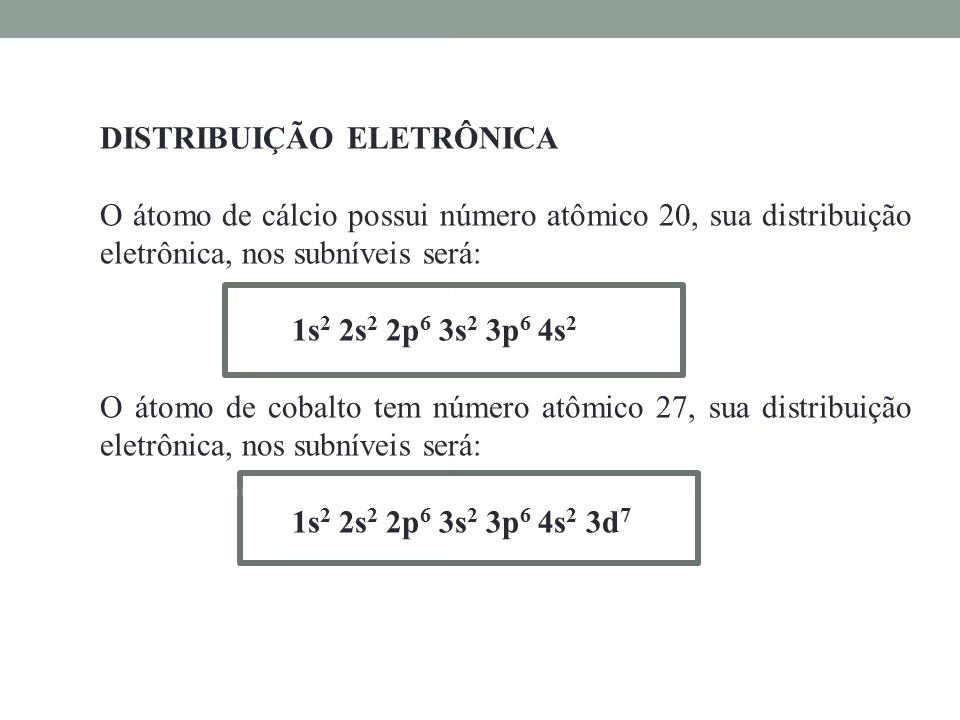 DISTRIBUIÇÃO ELETRÔNICA
O átomo de cálcio possui número atômico 20, sua distribuição
eletrônica, nos subníveis será:
1s² 2s² 2p⁶ 3s² 3p⁶ 4s²
O átomo de cobalto tem número atômico 27, sua distribuição
eletrônica, nos subníveis será:
1s² 2s² 2p⁶ 3s² 3p⁶ 4s² 3d⁷